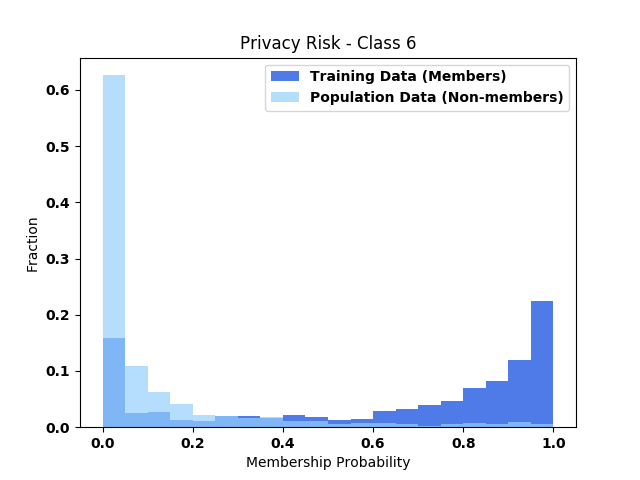 Privacy Risk - Class 6
Training Data (Members)
Population Data (Non-members)
0.6
0.5
0.4
0.3
0.2
0.1
0.0
Fraction
0.0 0.2 0.4 0.6 0.8 1.0
Membership Probability